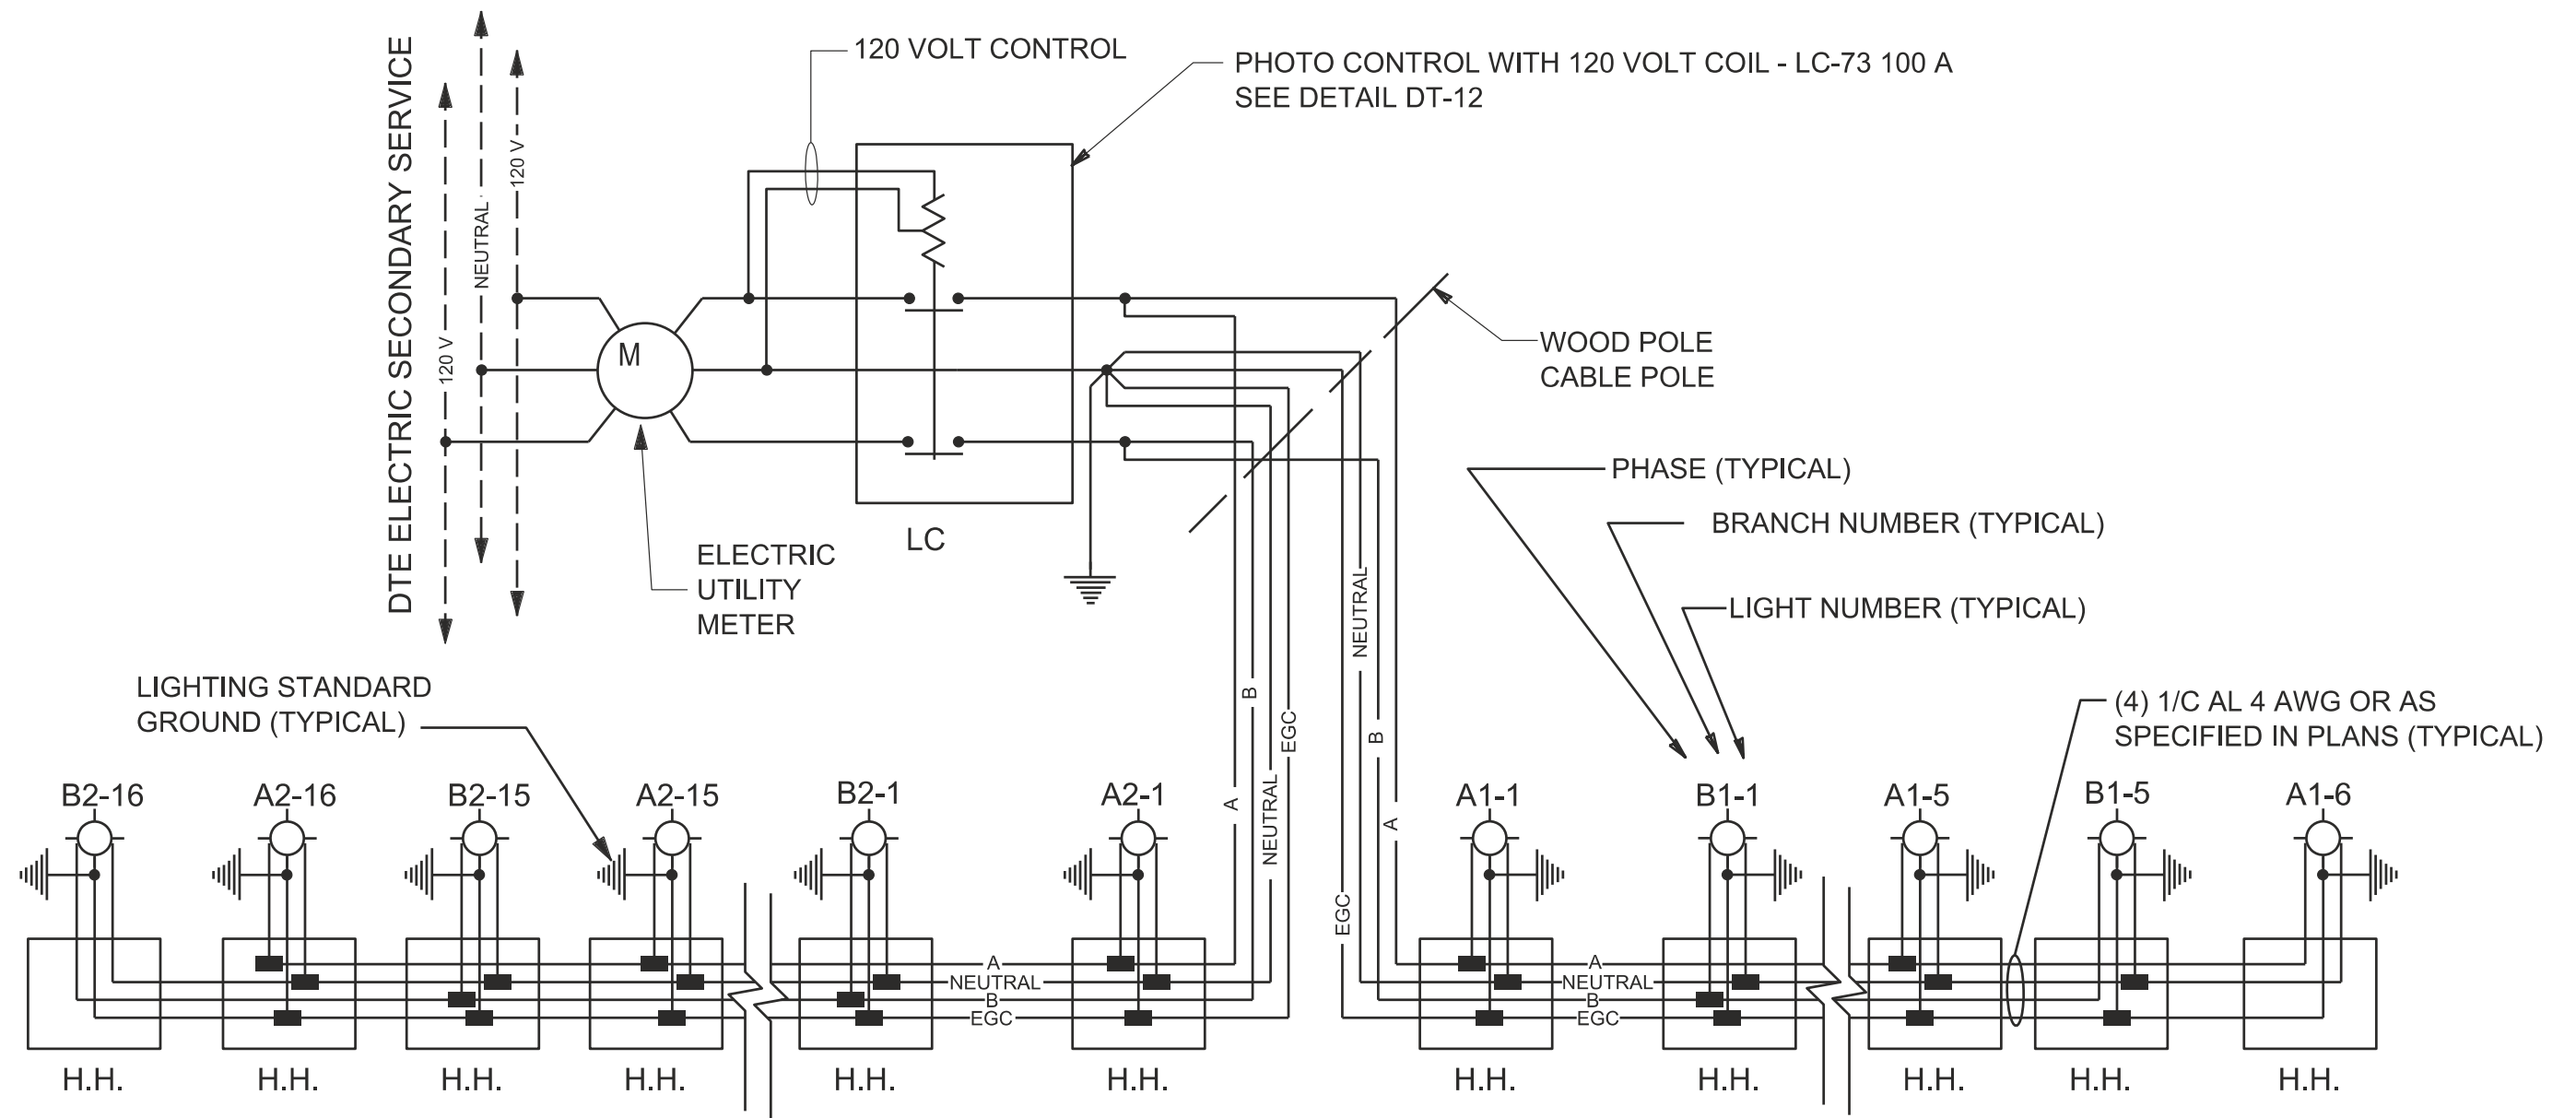 120 VOLT CONTROL
PHOTO CONTROL WITH 120 VOLT COIL - LC-73 100 A
SEE DETAIL DT-12
DTE ELECTRIC SECONDARY SERVICE
120 V
NEUTRAL
120 V
M
WOOD POLE
CABLE POLE
LC
ELECTRIC
UTILITY
METER
PHASE (TYPICAL)
BRANCH NUMBER (TYPICAL)
LIGHT NUMBER (TYPICAL)
LIGHTING STANDARD
GROUND (TYPICAL)
(4) 1/C AL 4 AWG OR AS
SPECIFIED IN PLANS (TYPICAL)
A
B
NEUTRAL
EGC
EGC
NEUTRAL
B
A
B2-16
A2-16
B2-15
A2-15
B2-1
A2-1
A1-1
B1-1
A1-5
B1-5
A1-6
A
NEUTRAL
B
EGC
A
NEUTRAL
B
EGC
H.H.
H.H.
H.H.
H.H.
H.H.
H.H.
H.H.
H.H.
H.H.
H.H.
H.H.